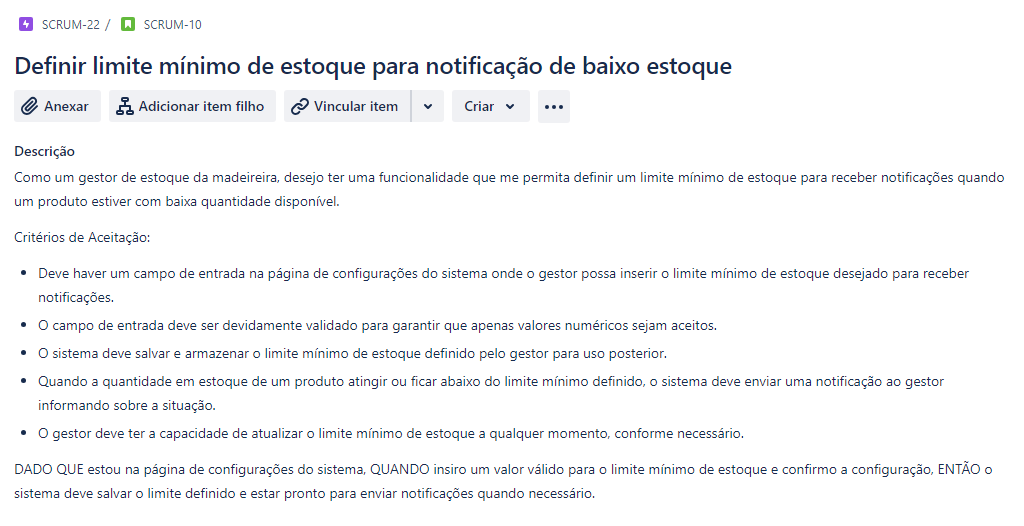 SCRUM-22 / SCRUM-10
Definir limite mínimo de estoque para notificação de baixo estoque
Anexar Adicionar item filho Vincular item Criar
Descrição
Como um gestor de estoque da madeireira, desejo ter uma funcionalidade que me permita definir um limite mínimo de estoque para receber notificações quando
um produto estiver com baixa quantidade disponível.
Critérios de Aceitação:
• Deve haver um campo de entrada na página de configurações do sistema onde o gestor possa inserir o limite mínimo de estoque desejado para receber
notificações.
• O campo de entrada deve ser devidamente validado para garantir que apenas valores numéricos sejam aceitos.
• O sistema deve salvar e armazenar o limite mínimo de estoque definido pelo gestor para uso posterior.
• Quando a quantidade em estoque de um produto atingir ou ficar abaixo do limite mínimo definido, o sistema deve enviar uma notificação ao gestor
informando sobre a situação.
• O gestor deve ter a capacidade de atualizar o limite mínimo de estoque a qualquer momento, conforme necessário.
DADO QUE estou na página de configurações do sistema, QUANDO insiro um valor válido para o limite mínimo de estoque e confirmo a configuração, ENTÃO o
sistema deve salvar o limite definido e estar pronto para enviar notificações quando necessário.